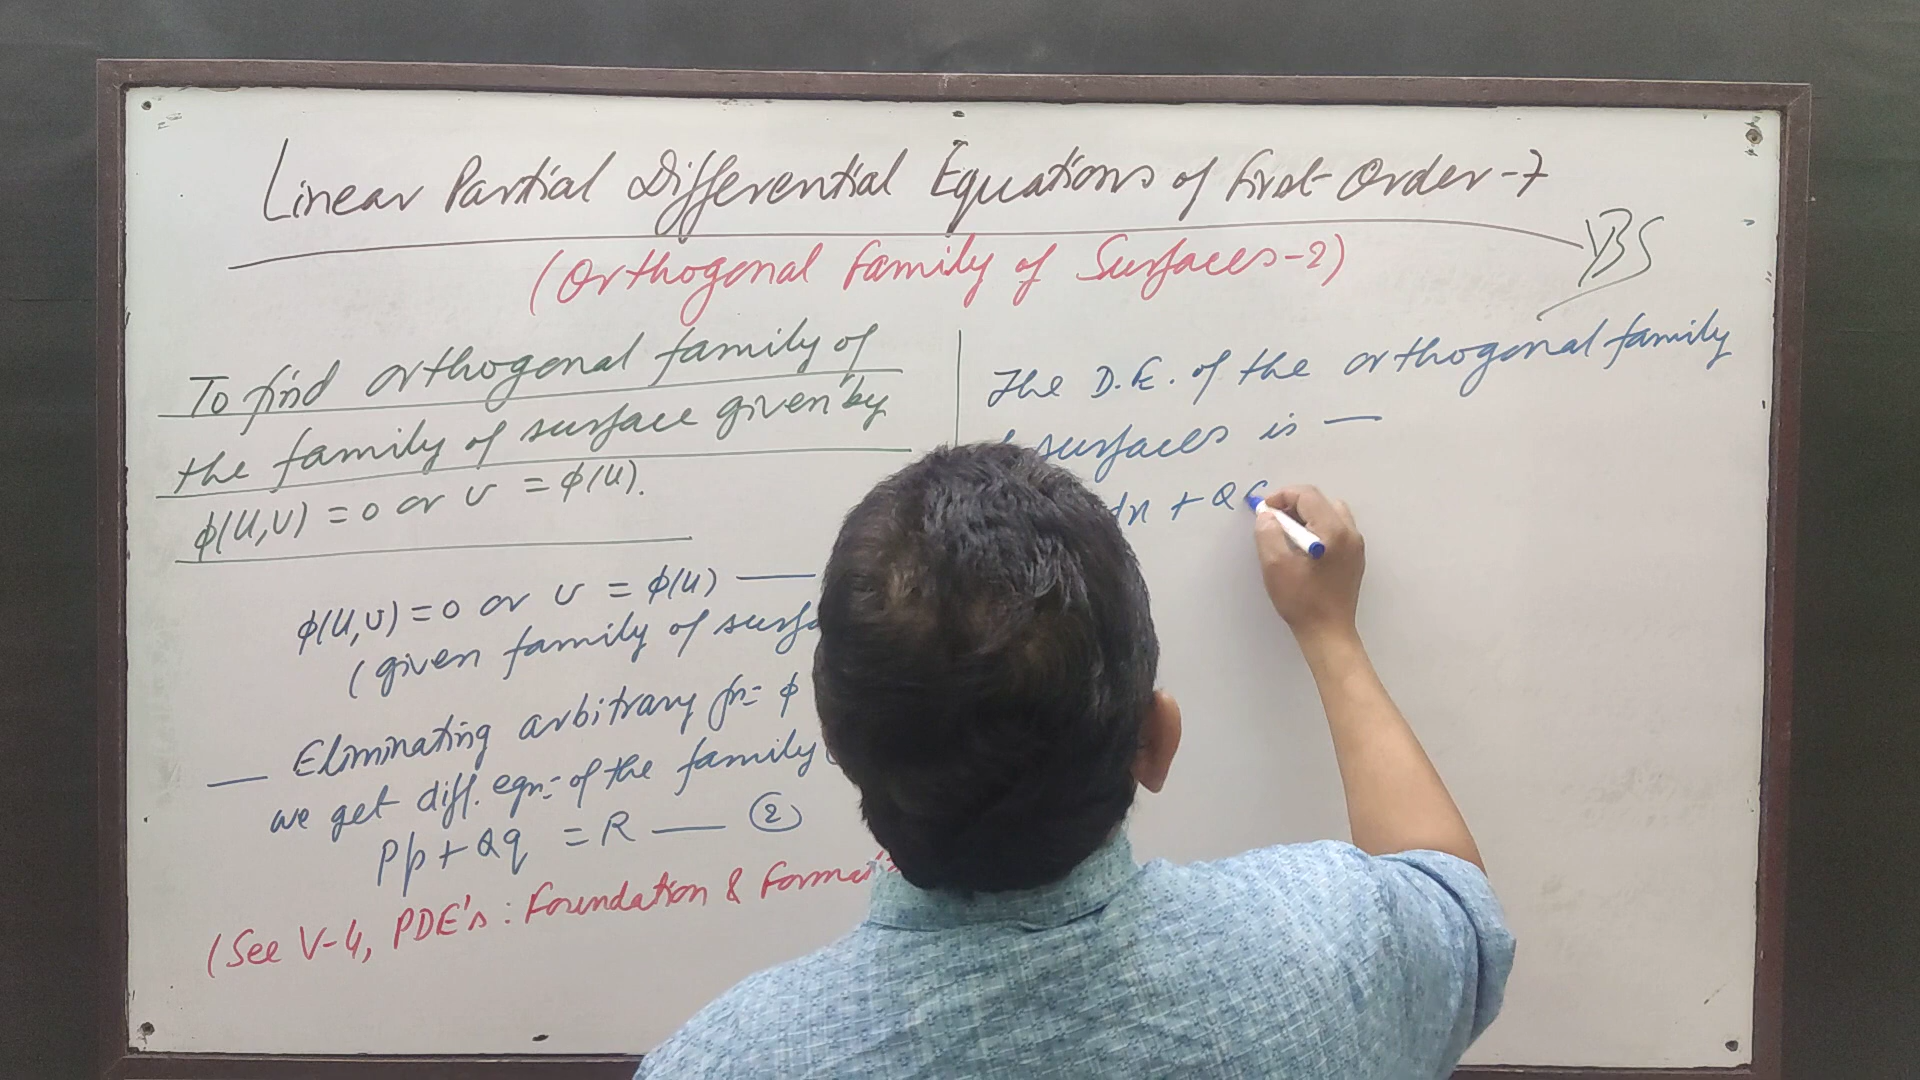 Linear Partial Differential Equations of First Order-7
VBS
(Orthogonal Family of Surfaces-2)
To find orthogonal family of
the family of surface given by
ϕ(u,v) = 0 or v = ϕ(u).
ϕ(u,v) = 0 or v = ϕ(u) —
(given family of
— Eliminating arbitrary fn= ϕ
we get diff. eqn= of the family
Pp + Qq = R — ②
(See V-4, PDE's: Foundation &
The D.E. of the orthogonal family
surfaces is —
dx + Q